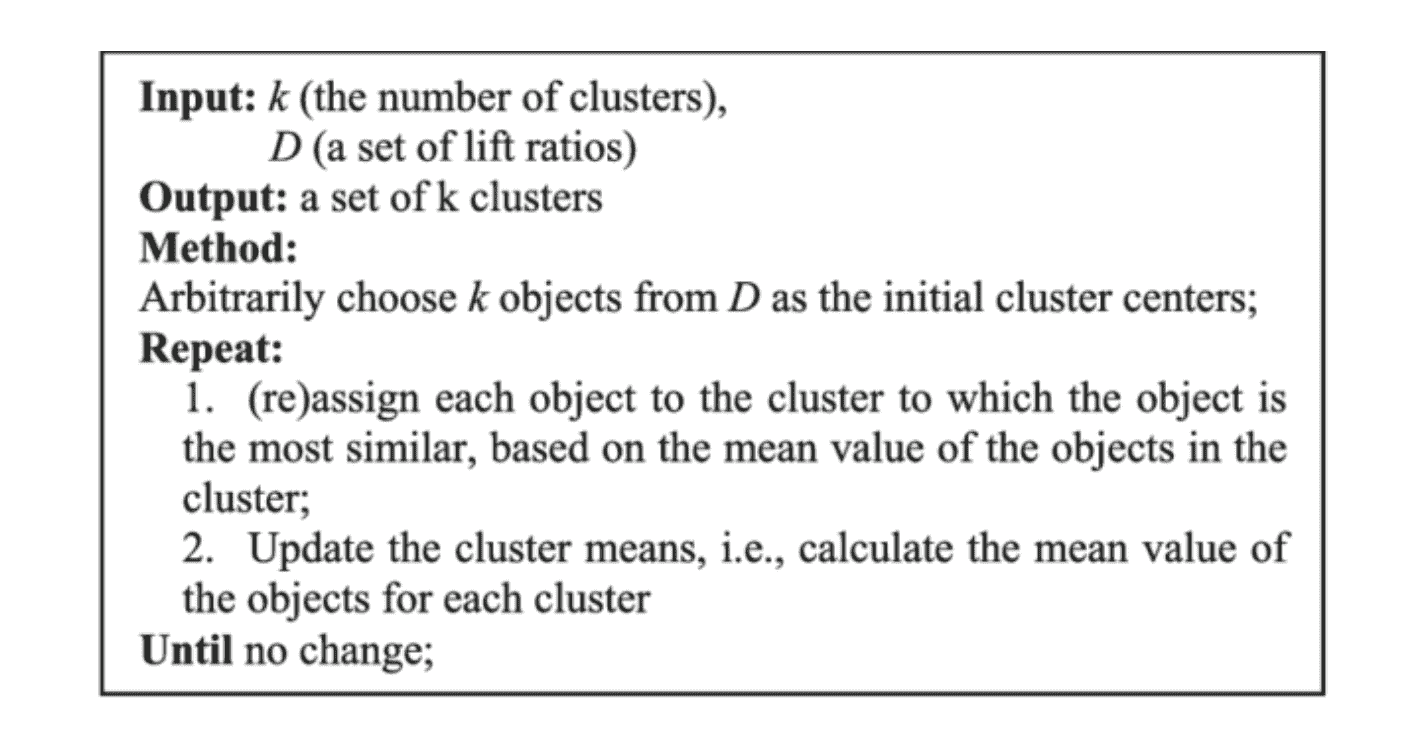 Input: k (the number of clusters),
D (a set of lift ratios)
Output: a set of k clusters
Method:
Arbitrarily choose k objects from D as the initial cluster centers;
Repeat:
1. (re)assign each object to the cluster to which the object is
the most similar, based on the mean value of the objects in the
cluster;
2. Update the cluster means, i.e., calculate the mean value of
the objects for each cluster
Until no change;